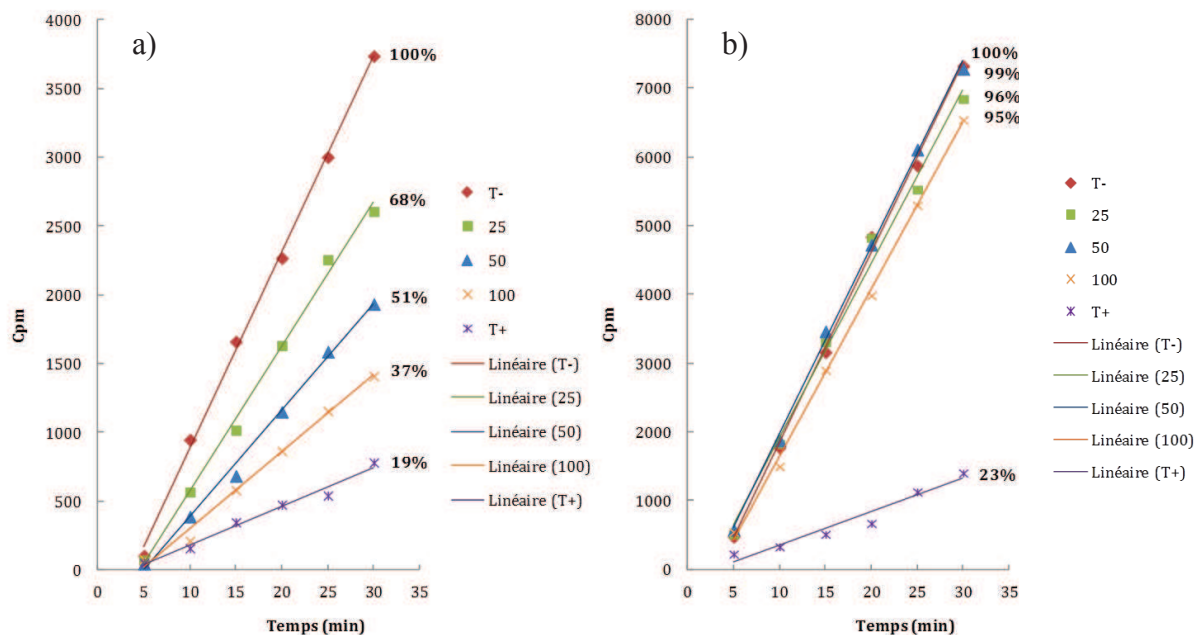 a)
4000
3500
3000
2500
2000
1500
1000
500
0
Cpm
0 5 10 15 20 25 30 35
Temps (min)
100%
68%
51%
37%
19%
T-
25
50
100
T+
Linéaire (T-)
Linéaire (25)
Linéaire (50)
Linéaire (100)
Linéaire (T+)
b)
8000
7000
6000
5000
4000
3000
2000
1000
0
Cpm
0 5 10 15 20 25 30 35
Temps (min)
100%
99%
96%
95%
23%
T-
25
50
100
T+
Linéaire (T-)
Linéaire (25)
Linéaire (50)
Linéaire (100)
Linéaire (T+)